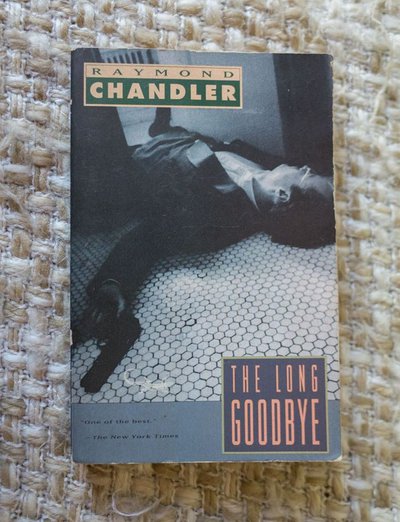 RAYMOND
CHANDLER
THE LONG
GOODBYE
"One of the best."
—The New York Times